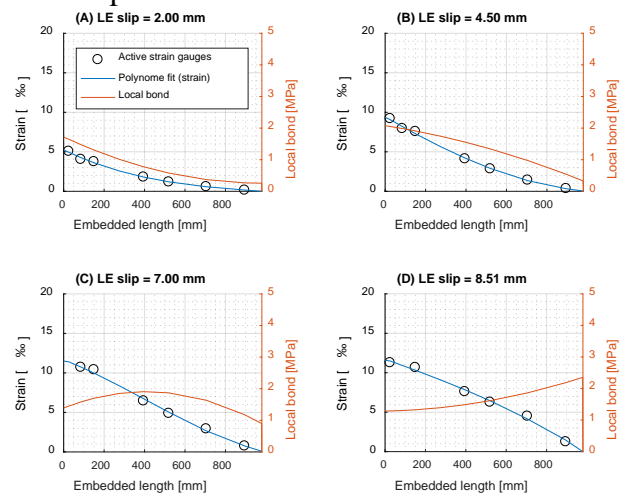 (A) LE slip = 2.00 mm
20
15
10
5
0
Strain [ ‰]
5
4
3
2
1
0
Local bond [MPa]
Active strain gauges
Polynome fit (strain)
Local bond
0 200 400 600 800
Embedded length [mm]
(B) LE slip = 4.50 mm
20
15
10
5
0
Strain [ ‰]
5
4
3
2
1
0
Local bond [MPa]
0 200 400 600 800
Embedded length [mm]
(C) LE slip = 7.00 mm
20
15
10
5
0
Strain [ ‰]
5
4
3
2
1
0
Local bond [MPa]
0 200 400 600 800
Embedded length [mm]
(D) LE slip = 8.51 mm
20
15
10
5
0
Strain [ ‰]
5
4
3
2
1
0
Local bond [MPa]
0 200 400 600 800
Embedded length [mm]